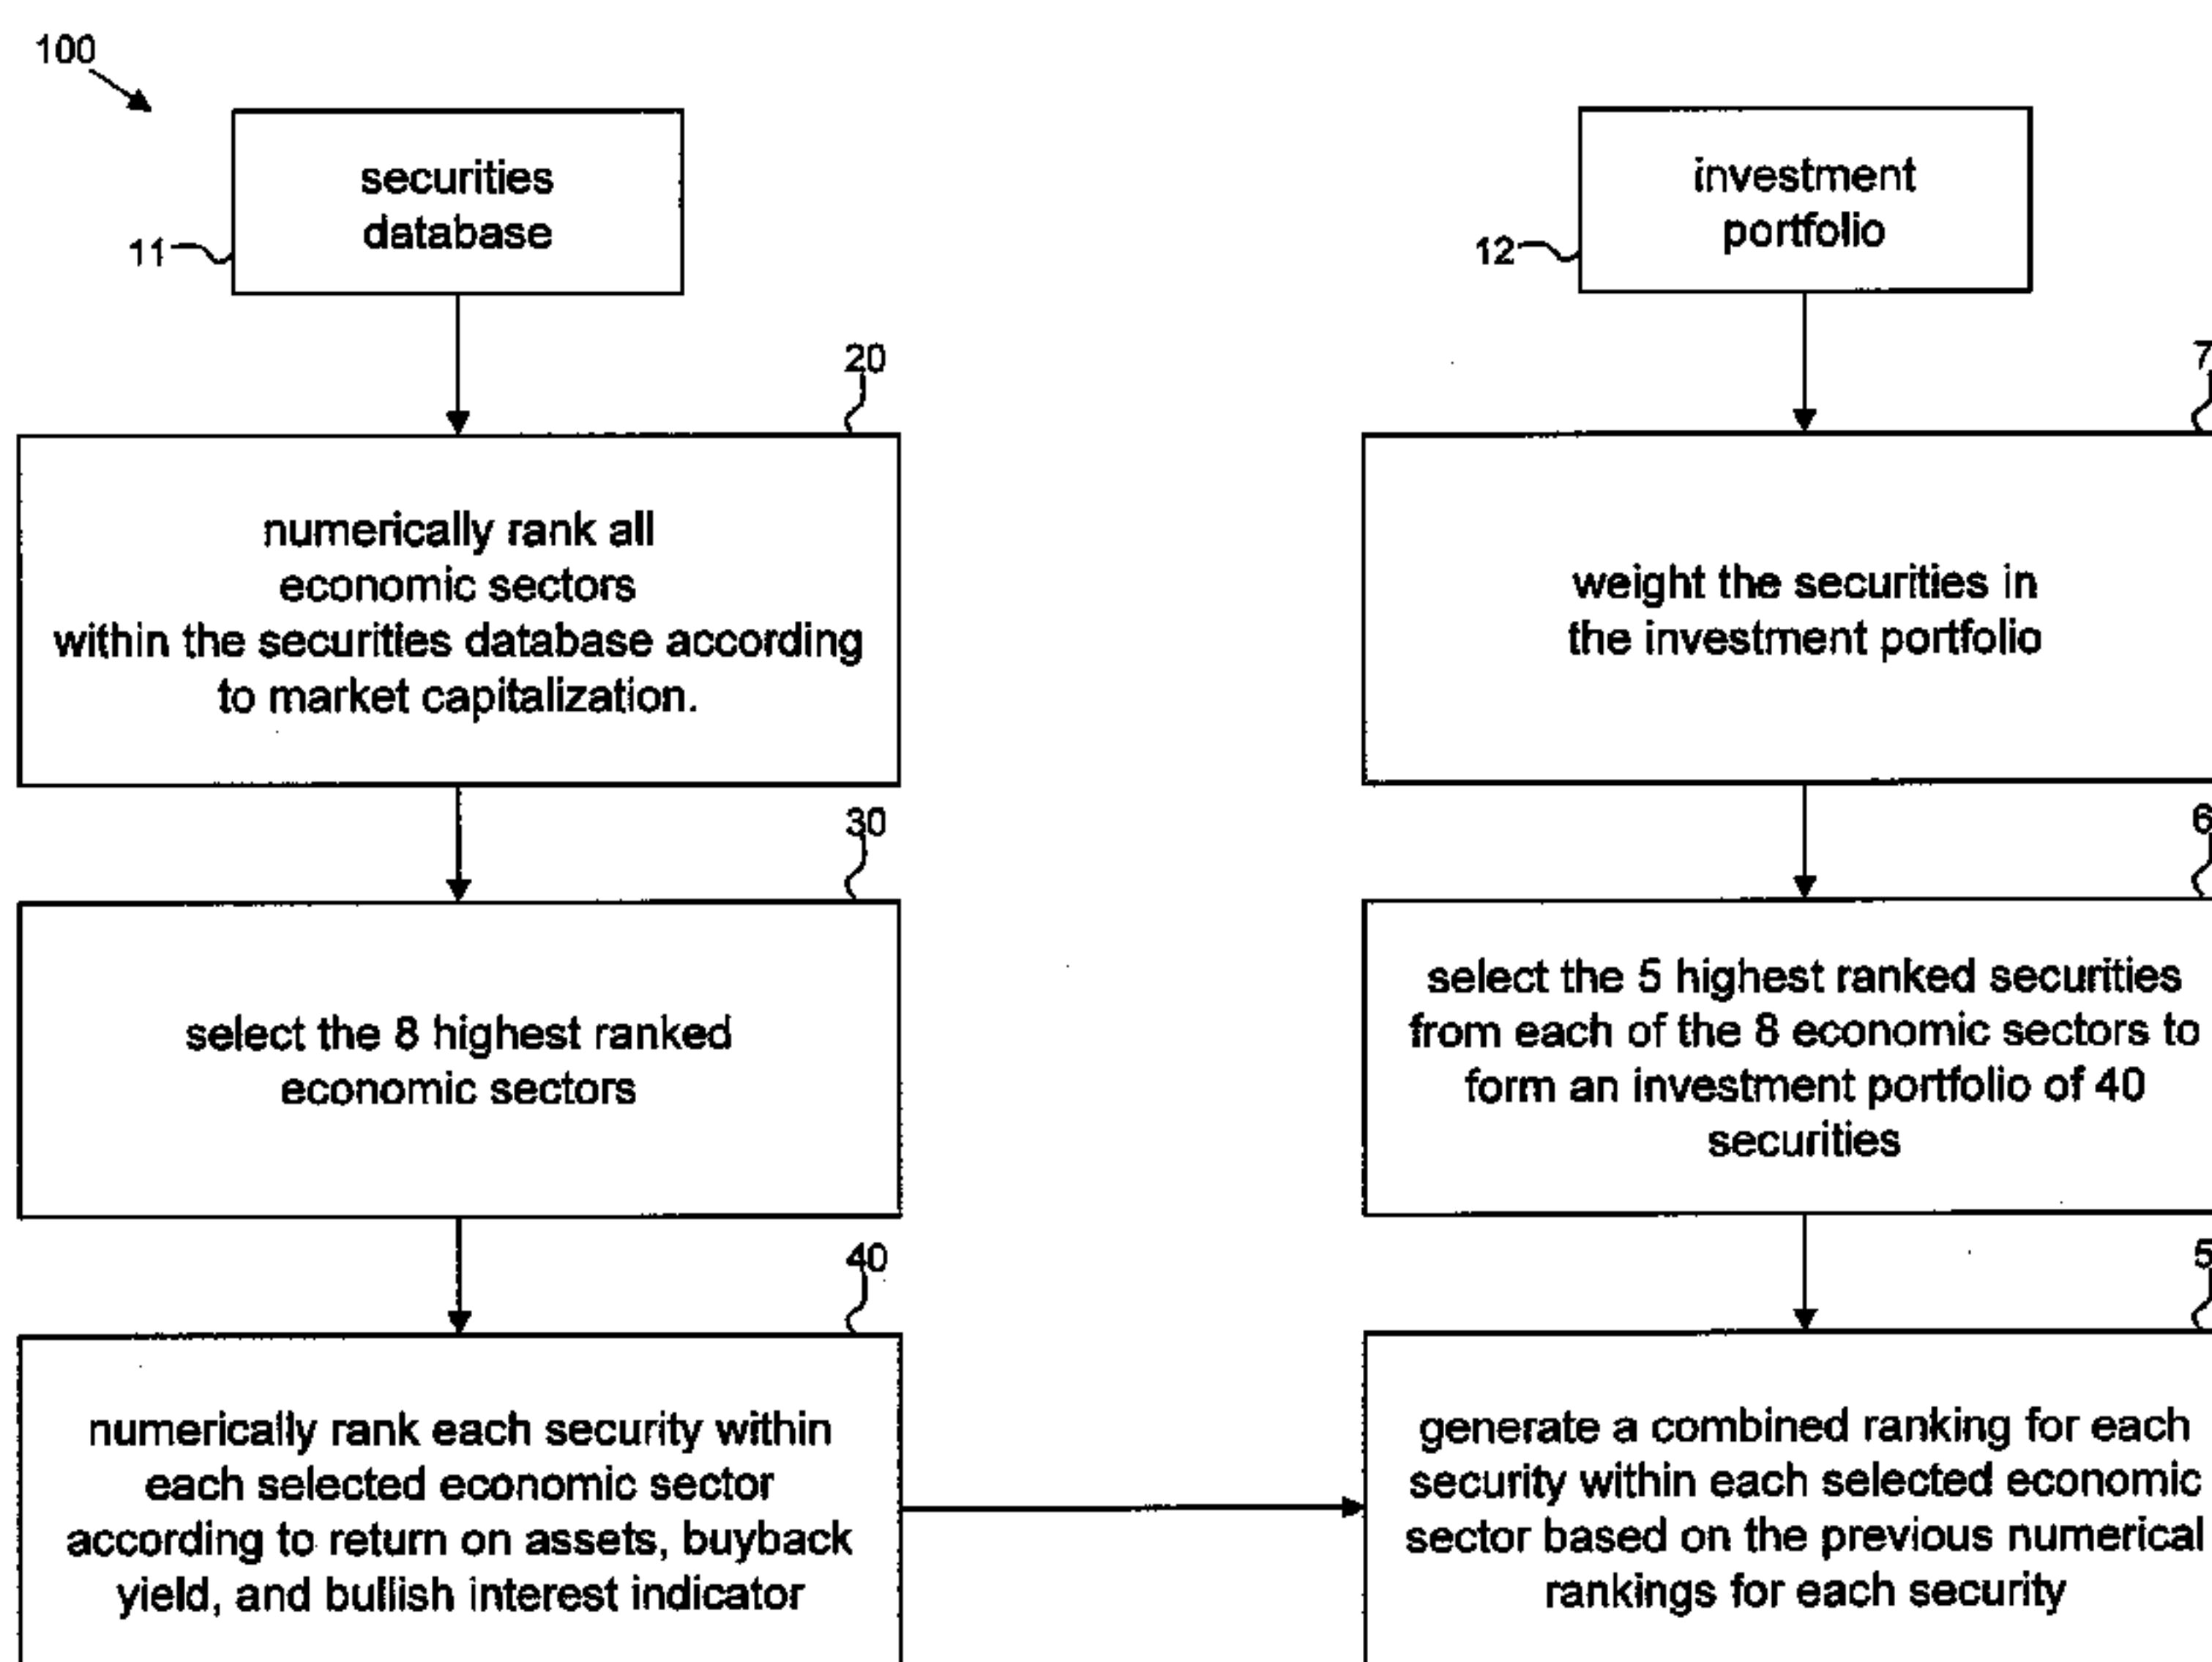 100
securities
database
11
20
numerically rank all
economic sectors
within the securities database according
to market capitalization.
30
select the 8 highest ranked
economic sectors
40
numerically rank each security within
each selected economic sector
according to return on assets, buyback
yield, and bullish interest indicator
investment
portfolio
12
7
weight the securities in
the investment portfolio
6
select the 5 highest ranked securities
from each of the 8 economic sectors to
form an investment portfolio of 40
securities
5
generate a combined ranking for each
security within each selected economic
sector based on the previous numerical
rankings for each security